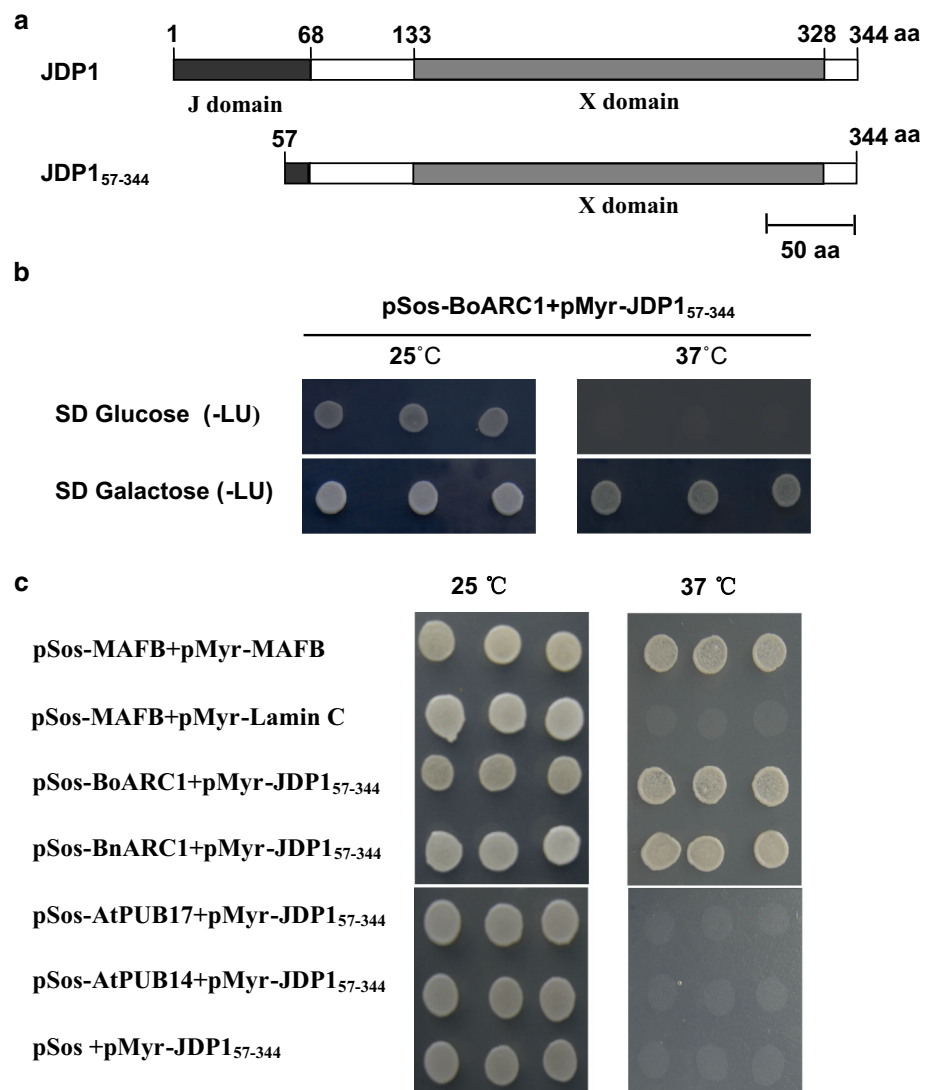 a
1 68 133 328 344 aa
JDP1
J domain X domain
57 344 aa
JDP1₅₇₋₃₄₄
X domain
50 aa
b
pSos-BoARC1+pMyr-JDP1₅₇₋₃₄₄
25°C 37°C
SD Glucose (-LU)
SD Galactose (-LU)
c
25 ℃ 37 ℃
pSos-MAFB+pMyr-MAFB
pSos-MAFB+pMyr-Lamin C
pSos-BoARC1+pMyr-JDP1₅₇₋₃₄₄
pSos-BnARC1+pMyr-JDP1₅₇₋₃₄₄
pSos-AtPUB17+pMyr-JDP1₅₇₋₃₄₄
pSos-AtPUB14+pMyr-JDP1₅₇₋₃₄₄
pSos +pMyr-JDP1₅₇₋₃₄₄